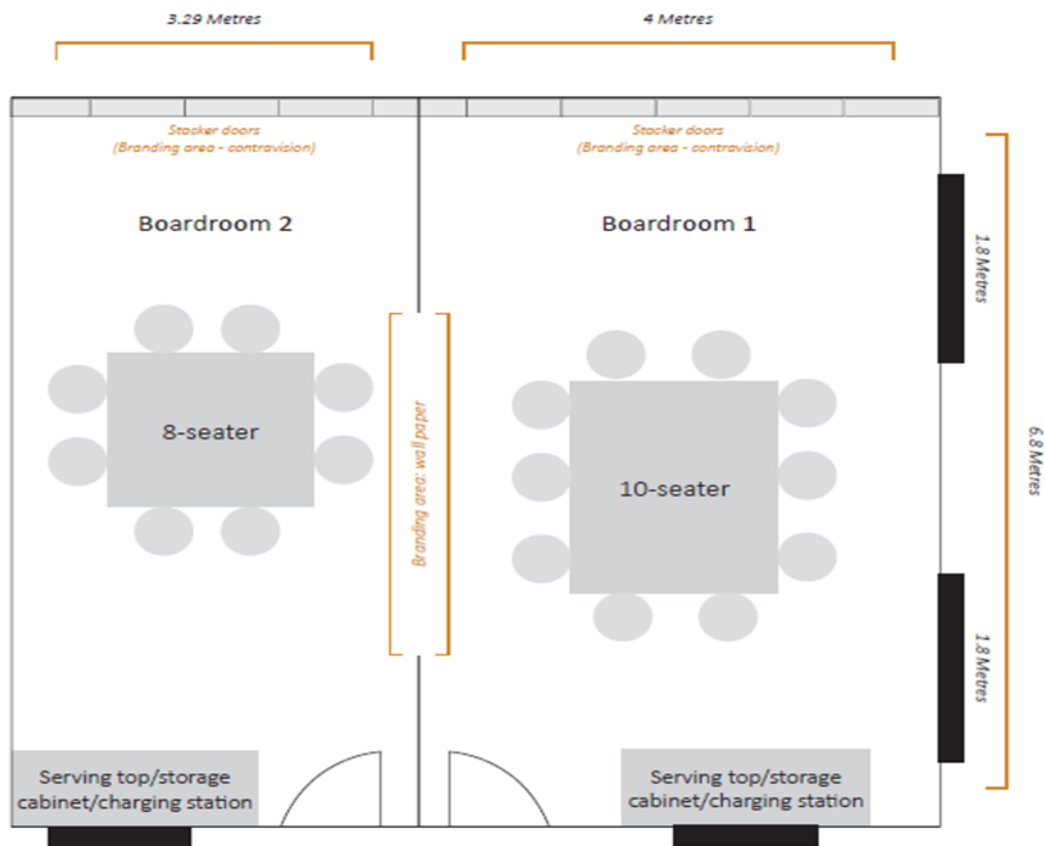 3.29 Metres
4 Metres
Stacker doors
(Branding area - contravision)
Stacker doors
(Branding area - contravision)
Boardroom 2
Boardroom 1
1.8 Metres
8-seater
Branding area: wall paper
10-seater
6.8 Metres
1.8 Metres
Serving top/storage
cabinet/charging station
Serving top/storage
cabinet/charging station